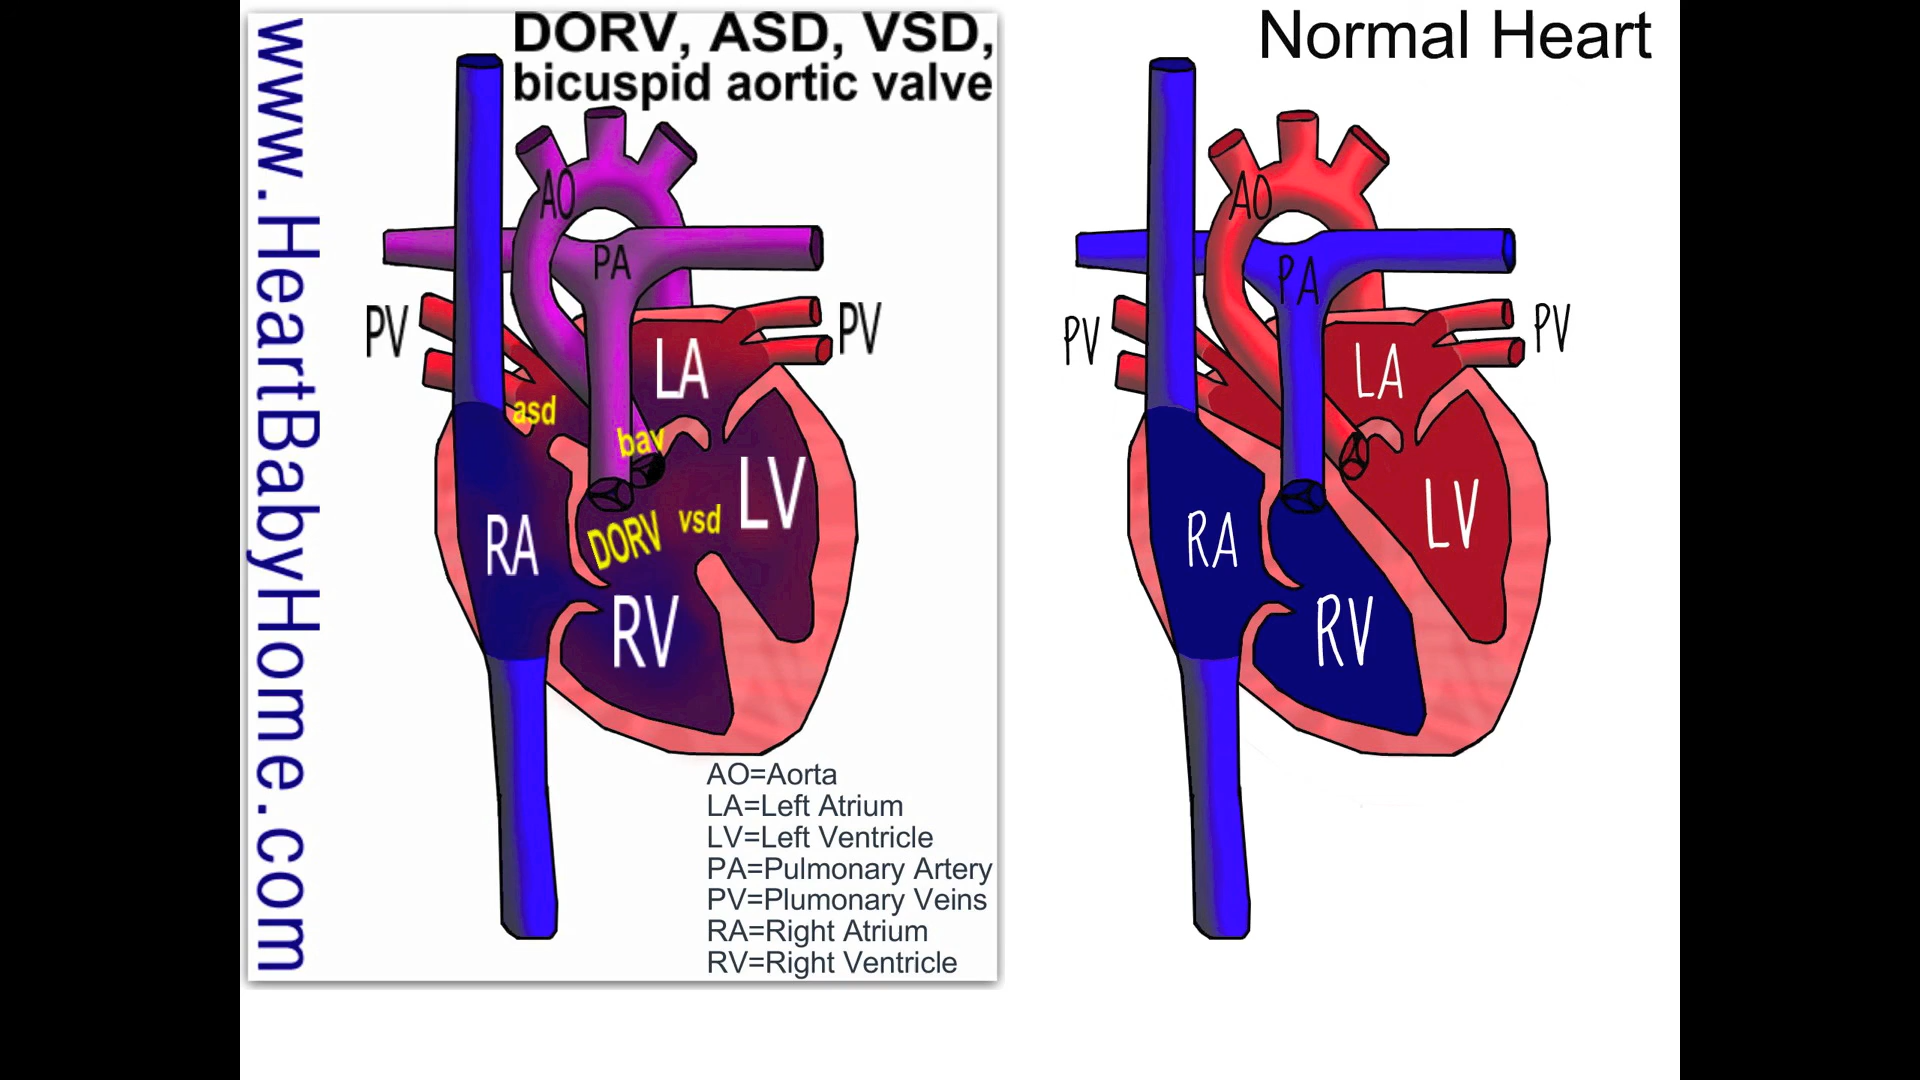 www.HeartBabyHome.com
DORV, ASD, VSD,
bicuspid aortic valve
AO
PA
PV
PV
LA
asd
bav
LV
RA
DORV
vsd
RV
AO=Aorta
LA=Left Atrium
LV=Left Ventricle
PA=Pulmonary Artery
PV=Plumonary Veins
RA=Right Atrium
RV=Right Ventricle
Normal Heart
AO
PA
PV
PV
LA
LV
RA
RV